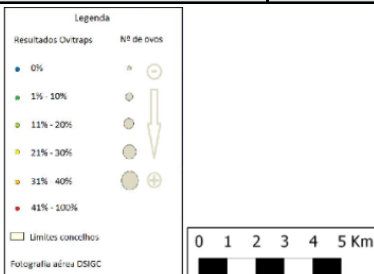 Legenda
Resultados Ovitraps Nº de ovos
0%
1% - 10%
11% - 20%
21% - 30%
31% - 40%
41% - 100%
Limites concelhos
Fotografia aérea DSIGC
0 1 2 3 4 5 Km